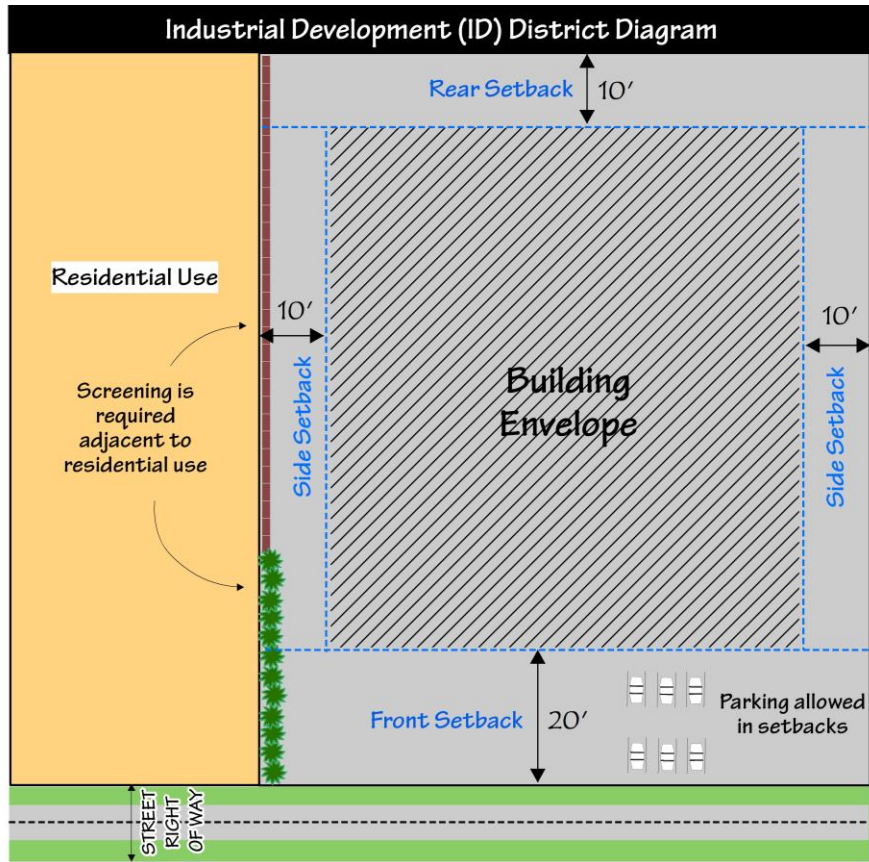 Industrial Development (ID) District Diagram
Rear Setback
10'
Residential Use
10'
10'
Screening is
required
adjacent to
residential use
Side Setback
Building
Envelope
Side Setback
Front Setback
20'
Parking allowed
in setbacks
STREET
RIGHT
OF WAY